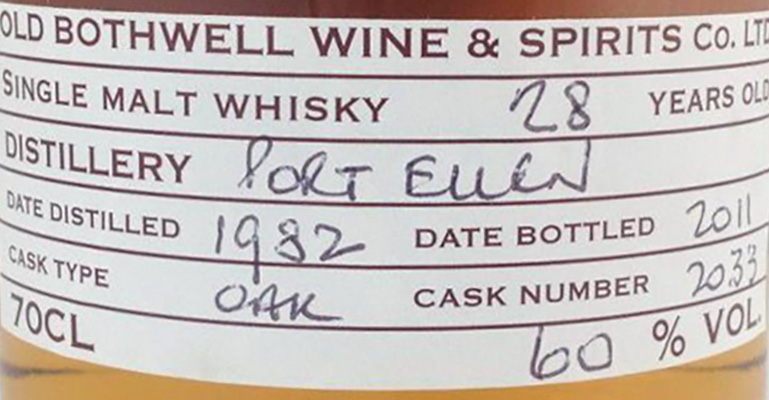 OLD BOTHWELL WINE & SPIRITS CO. LTD
SINGLE MALT WHISKY 28 YEARS OLD
DISTILLERY PORT ELLEN
DATE DISTILLED 1982 DATE BOTTLED 2011
CASK TYPE OAK CASK NUMBER 2033
70CL 60 % VOL.